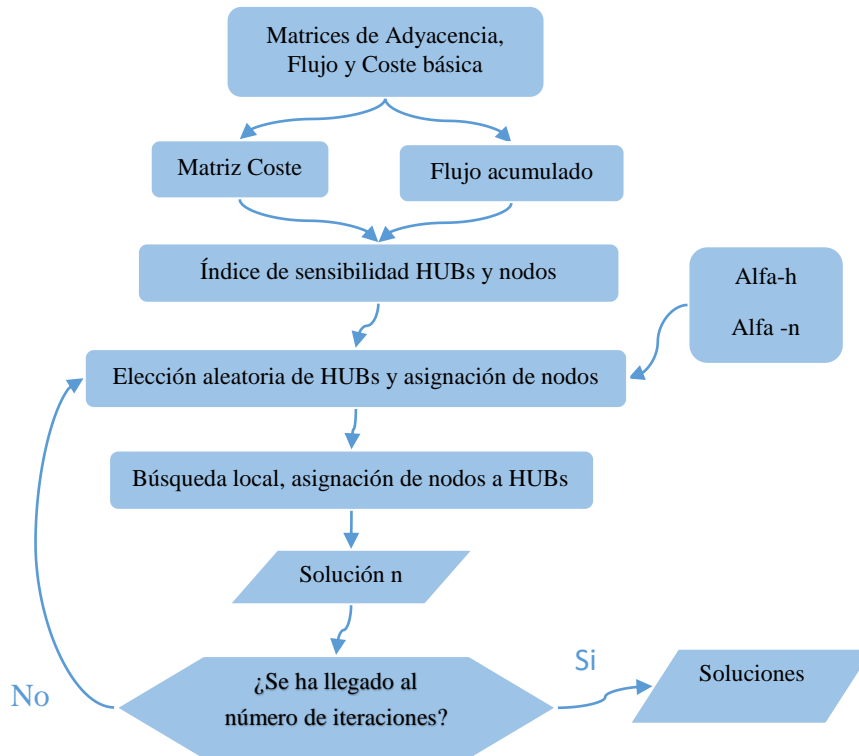 Matrices de Adyacencia,
Flujo y Coste básica
Matriz Coste
Flujo acumulado
Índice de sensibilidad HUBs y nodos
Alfa-h
Alfa -n
Elección aleatoria de HUBs y asignación de nodos
Búsqueda local, asignación de nodos a HUBs
Solución n
¿Se ha llegado al
número de iteraciones?
No
Si
Soluciones